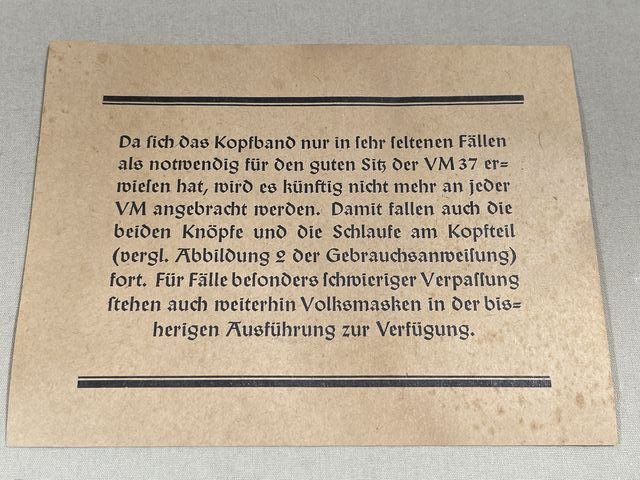 Da sich das Kopfband nur in sehr seltenen Fällen
als notwendig für den guten Sitz der VM 37 er=
wiesen hat, wird es künftig nicht mehr an jeder
VM angebracht werden. Damit fallen auch die
beiden Knöpfe und die Schlaufe am Kopfteil
(vergl. Abbildung 2 der Gebrauchsanweisung)
fort. Für Fälle besonders schwieriger Verpassung
stehen auch weiterhin Volksmasken in der bis=
herigen Ausführung zur Verfügung.